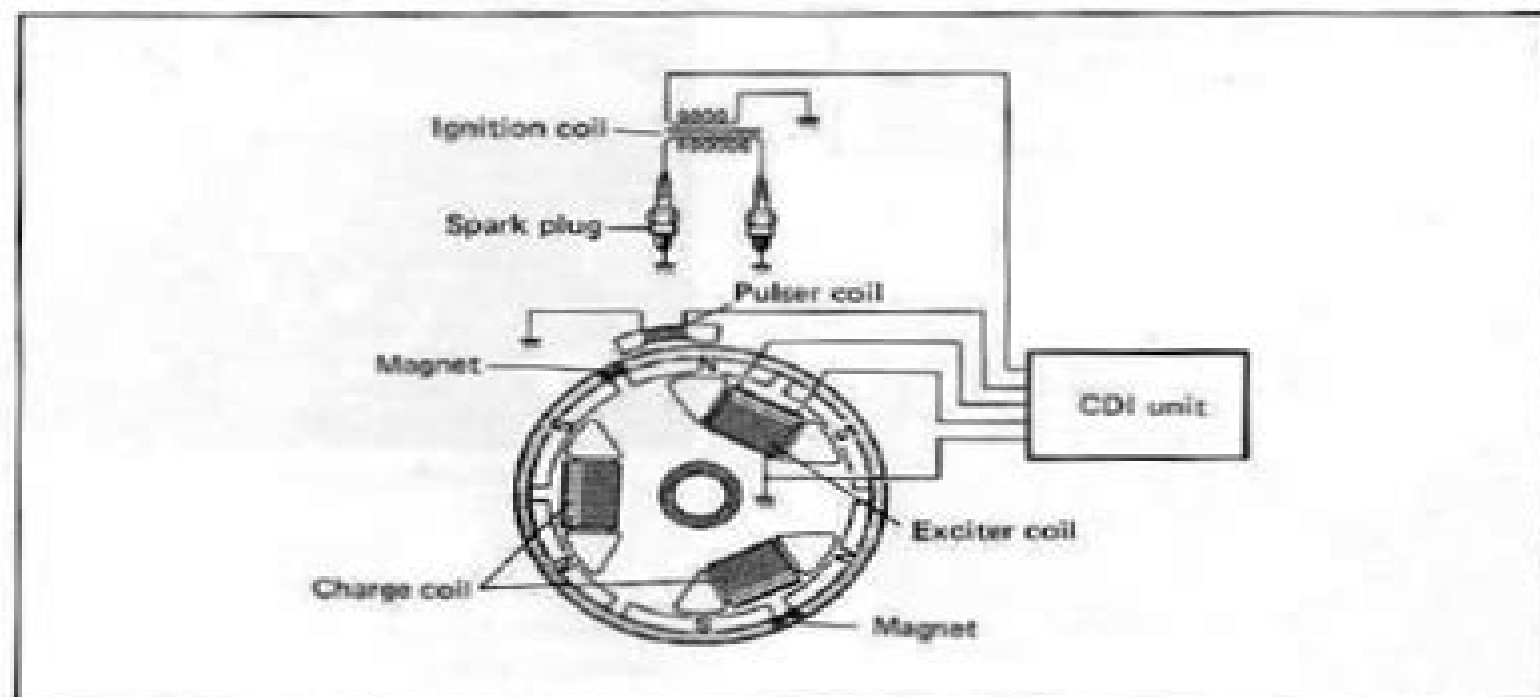 Ignition coil
Spark plug
Pulser coil
Magnet
N
CDI unit
Exciter coil
Charge coil
S
Magnet